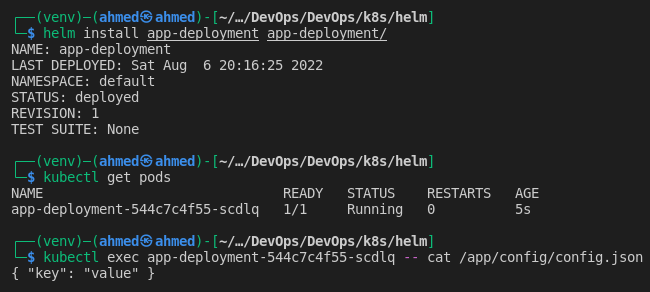 ┌──(venv)─(ahmed㉿ahmed)-[~/…/DevOps/DevOps/k8s/helm]
└─$ helm install app-deployment app-deployment/
NAME: app-deployment
LAST DEPLOYED: Sat Aug  6 20:16:25 2022
NAMESPACE: default
STATUS: deployed
REVISION: 1
TEST SUITE: None
┌──(venv)─(ahmed㉿ahmed)-[~/…/DevOps/DevOps/k8s/helm]
└─$ kubectl get pods
NAME                              READY   STATUS    RESTARTS   AGE
app-deployment-544c7c4f55-scdlq   1/1     Running   0          5s
┌──(venv)─(ahmed㉿ahmed)-[~/…/DevOps/DevOps/k8s/helm]
└─$ kubectl exec app-deployment-544c7c4f55-scdlq -- cat /app/config/config.json
{ "key": "value" }